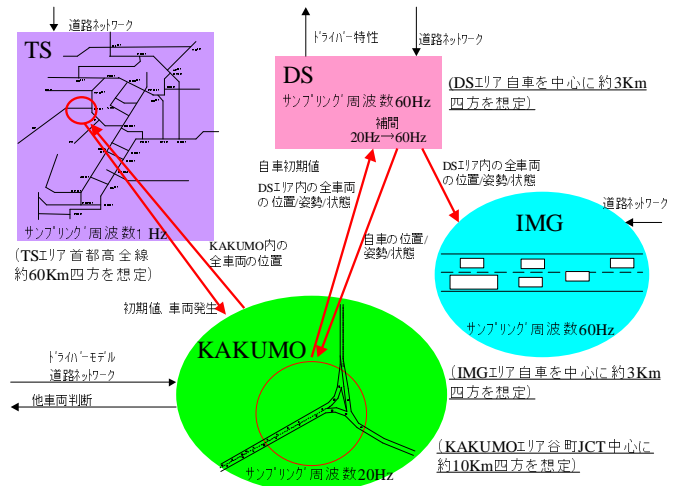 道路ネットワーク
TS
サンプリング周波数1 Hz
(TSエリア首都高全線
約60Km四方を想定)
ドライバー特性
道路ネットワーク
DS
サンプリング周波数60Hz
補間
20Hz→60Hz
(DSエリア自車を中心に約3Km
四方を想定)
自車初期値
DSエリア内の全車両
の位置/姿勢/状態
DSエリア内の全車両
の位置/姿勢/状態
自車の位置/
姿勢/状態
KAKUMO内の
全車両の位置
初期値、車両発生
IMG
道路ネットワーク
サンプリング周波数60Hz
(IMGエリア自車を中心に約3Km
四方を想定)
KAKUMO
サンプリング周波数20Hz
ドライバーモデル
道路ネットワーク
他車両判断
(KAKUMOエリア谷町JCT中心に
約10Km四方を想定)